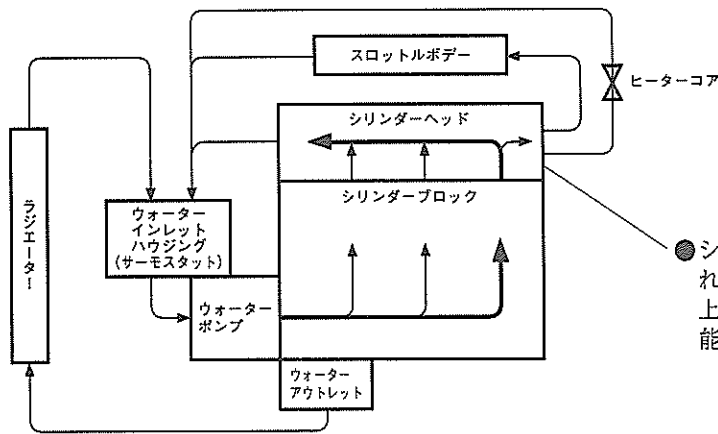 スロットルボデー
ヒーターコア
シリンダーヘッド
シリンダーブロック
ラジエーター
ウォーター
インレット
ハウジング
(サーモスタット)
ウォーター
ポンプ
ウォーター
アウトレット
●シ
れ
上
能